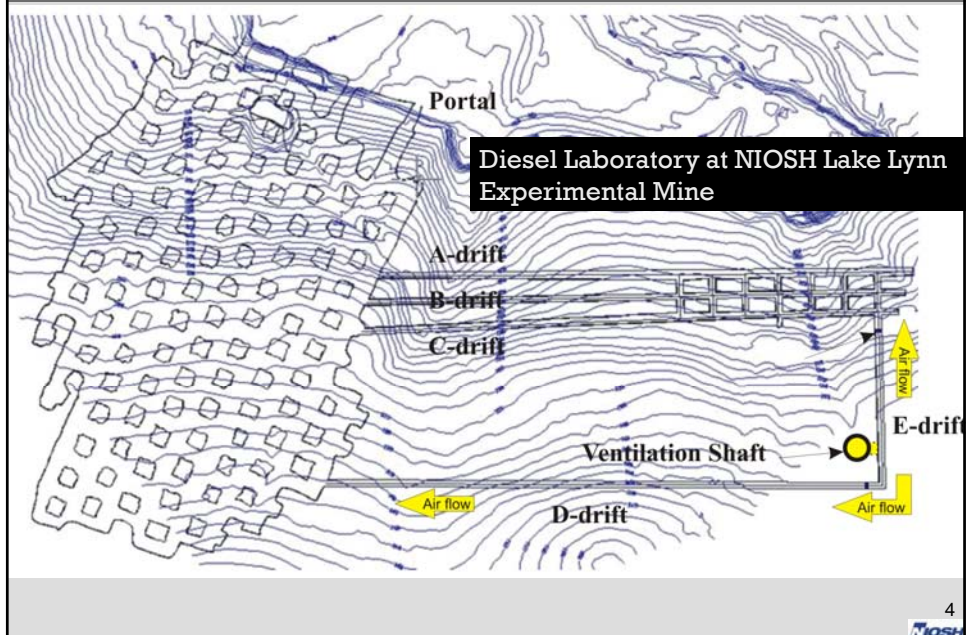 Portal
Diesel Laboratory at NIOSH Lake Lynn
Experimental Mine
A-drift
B-drift
C-drift
Air flow
E-drift
Ventilation Shaft
Air flow
Air flow
D-drift
4
NIOSH